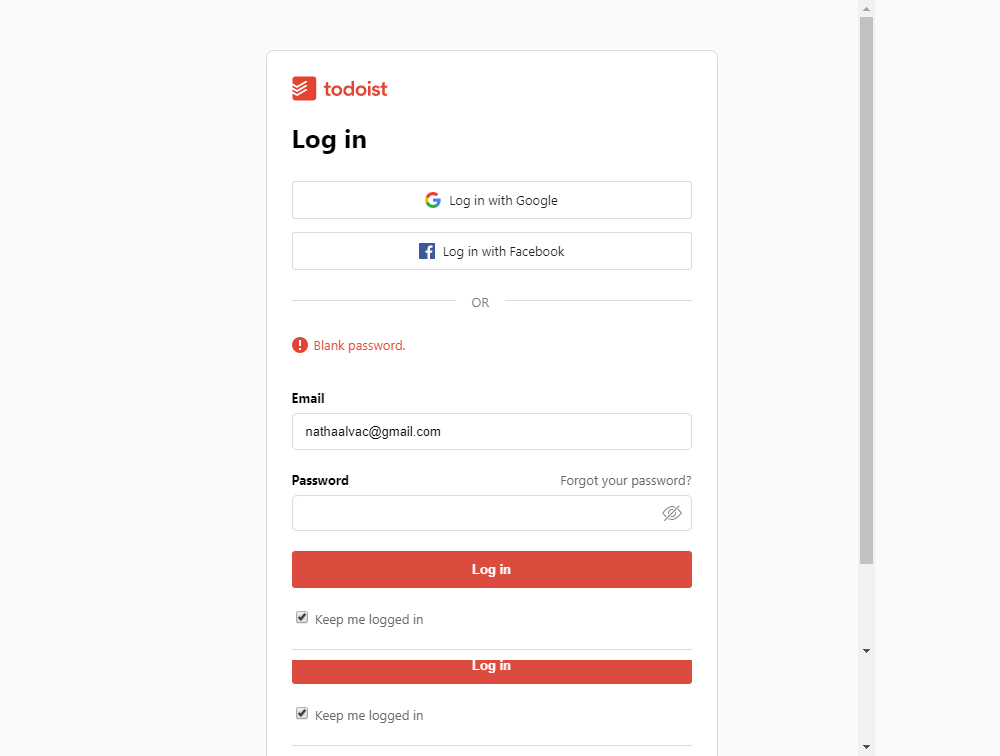 todoist
Log in
Log in with Google
Log in with Facebook
OR
Blank password.
Email
nathaalvac@gmail.com
Password Forgot your password?
Log in
Keep me logged in
Log in
Keep me logged in